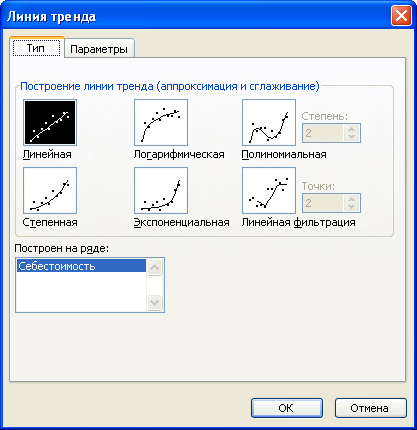 Линия тренда
Тип
Параметры
Построение линии тренда (аппроксимация и сглаживание)
Линейная
Логарифмическая
Полиномиальная
Степень:
2
Степенная
Экспоненциальная
Линейная фильтрация
Точки:
2
Построен на ряде:
Себестоимость
ОК
Отмена